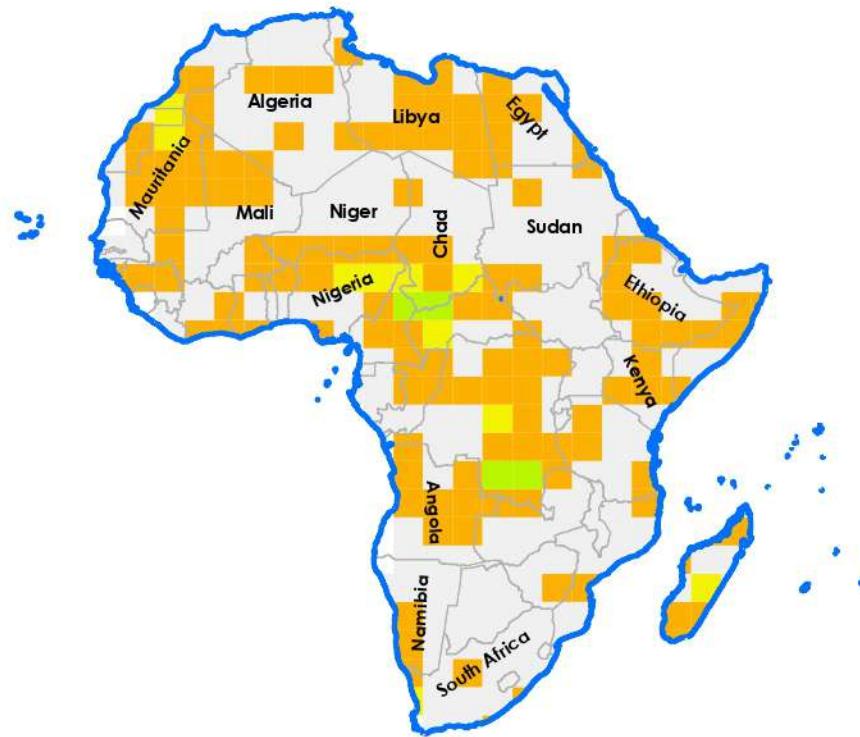 Algeria
Libya
Egypt
Mauritania
Mali
Niger
Chad
Sudan
Nigeria
Ethiopia
Kenya
Angola
Namibia
South Africa